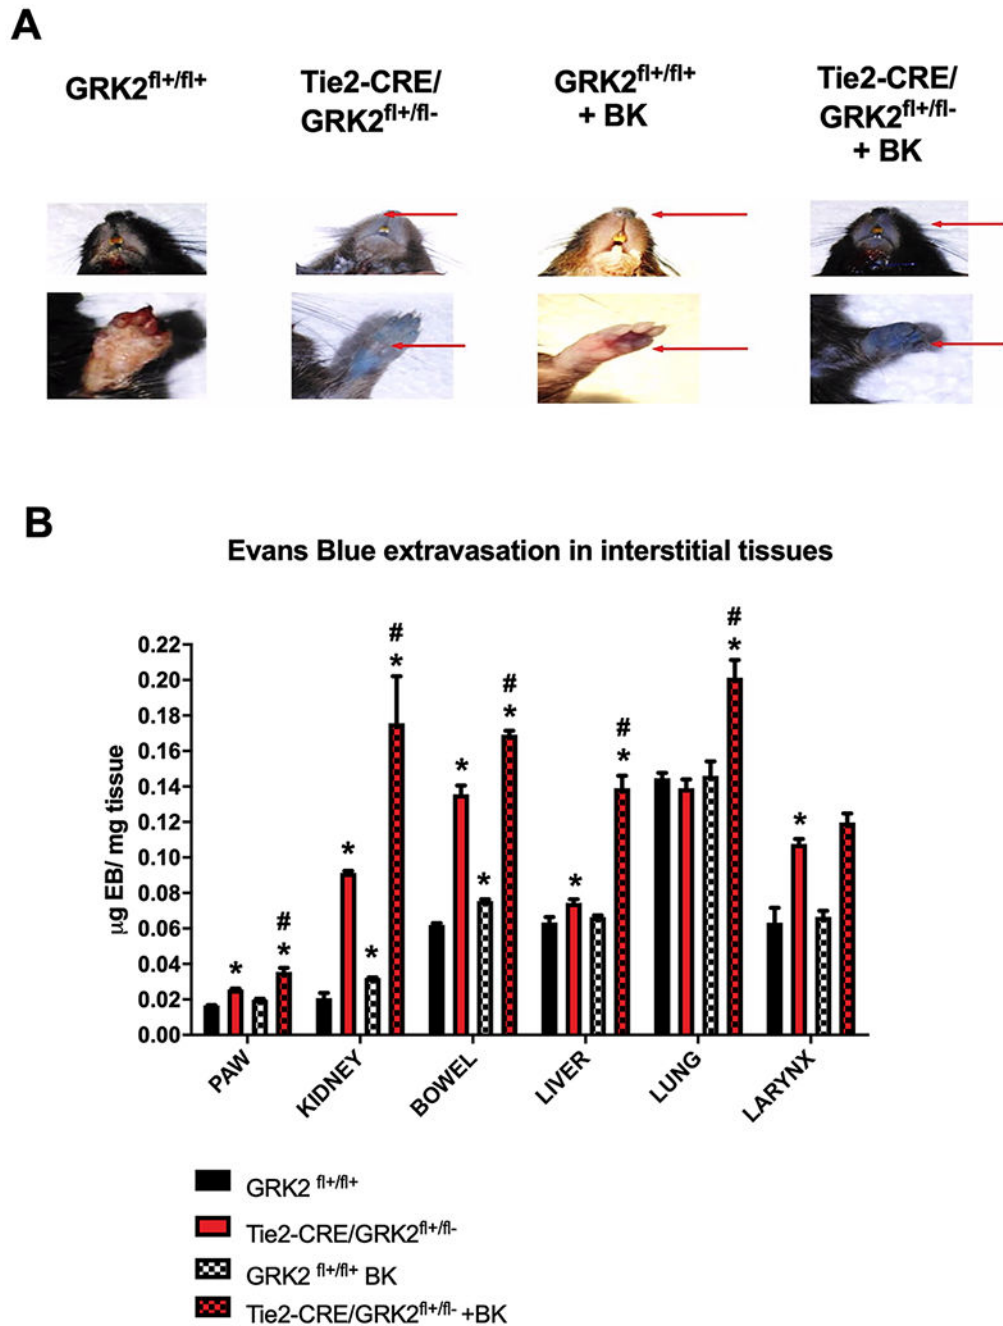 A
GRK2fl+/fl+
Tie2-CRE/
GRK2fl+/fl-
GRK2fl+/fl+
+ BK
Tie2-CRE/
GRK2fl+/fl-
+ BK
B
Evans Blue extravasation in interstitial tissues
µg EB/ mg tissue
0.22
0.20
0.18
0.16
0.14
0.12
0.10
0.08
0.06
0.04
0.02
0.00
*
#
*
*
*
#
*
*
*
#
*
*
#
*
#
*
*
PAW
KIDNEY
BOWEL
LIVER
LUNG
LARYNX
GRK2 fl+/fl+
Tie2-CRE/GRK2fl+/fl-
GRK2 fl+/fl+ BK
Tie2-CRE/GRK2fl+/fl- +BK